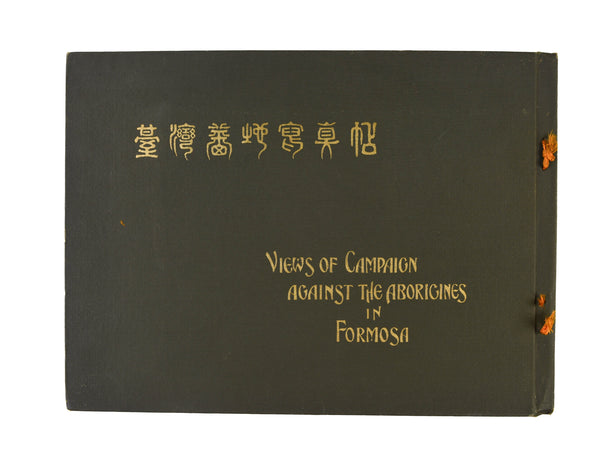 臺灣蕃地寫真帖
VIEWS OF CAMPAIGN
AGAINST THE ABORIGINES
IN
FORMOSA